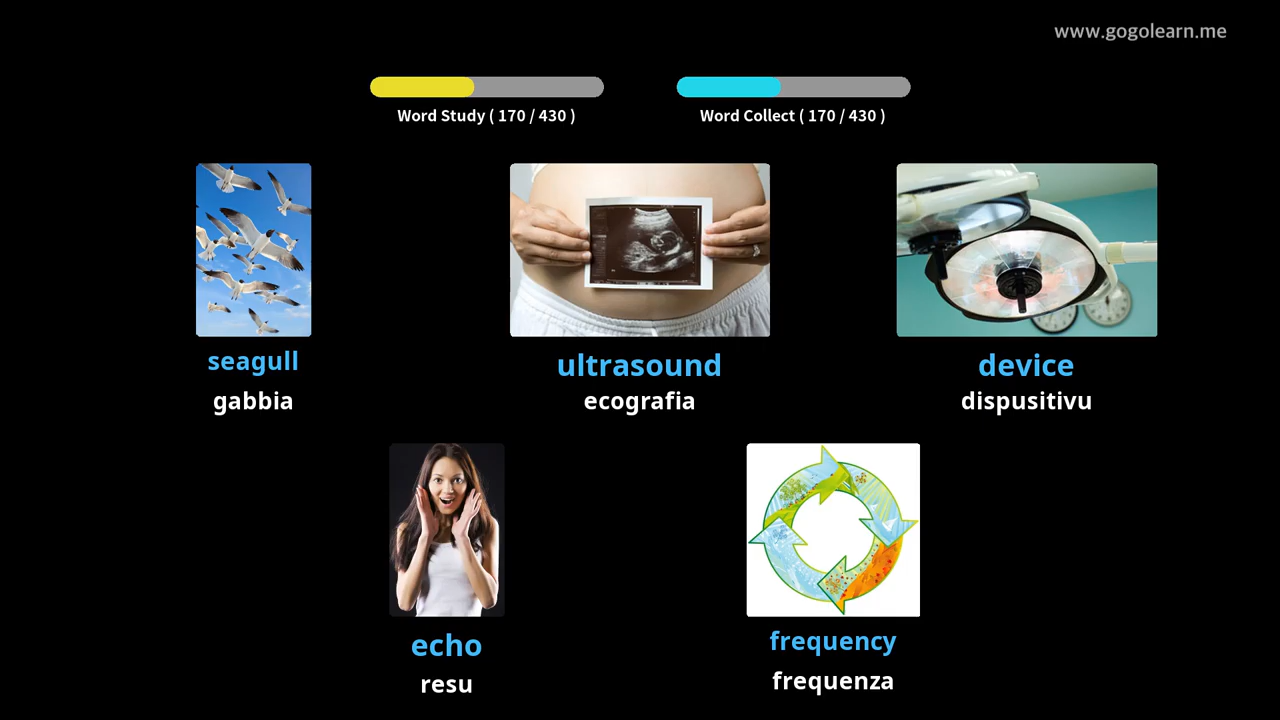 www.gogolearn.me
Word Study ( 170 / 430 )
Word Collect ( 170 / 430 )
seagull
gabbia
ultrasound
ecografia
device
dispusitivu
echo
resu
frequency
frequenza